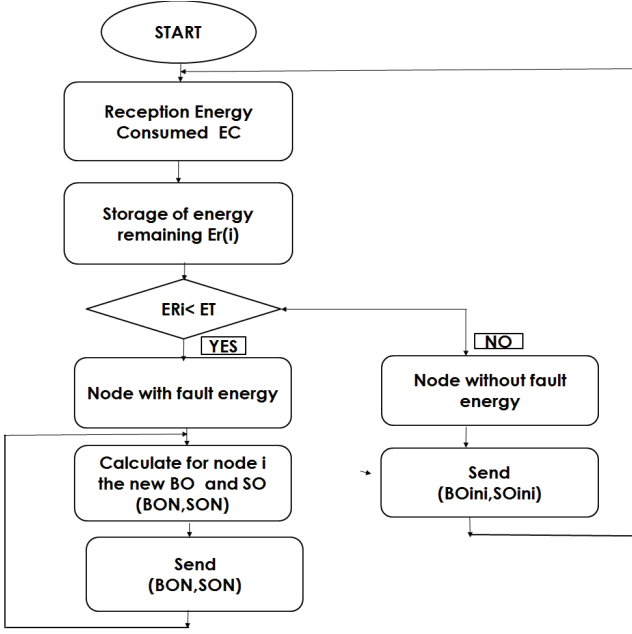 START
Reception Energy
Consumed EC
Storage of energy
remaining Er(i)
ERi< ET
YES
NO
Node with fault energy
Node without fault
energy
Calculate for node i
the new BO and SO
(BON,SON)
Send
(BOini,SOini)
Send
(BON,SON)